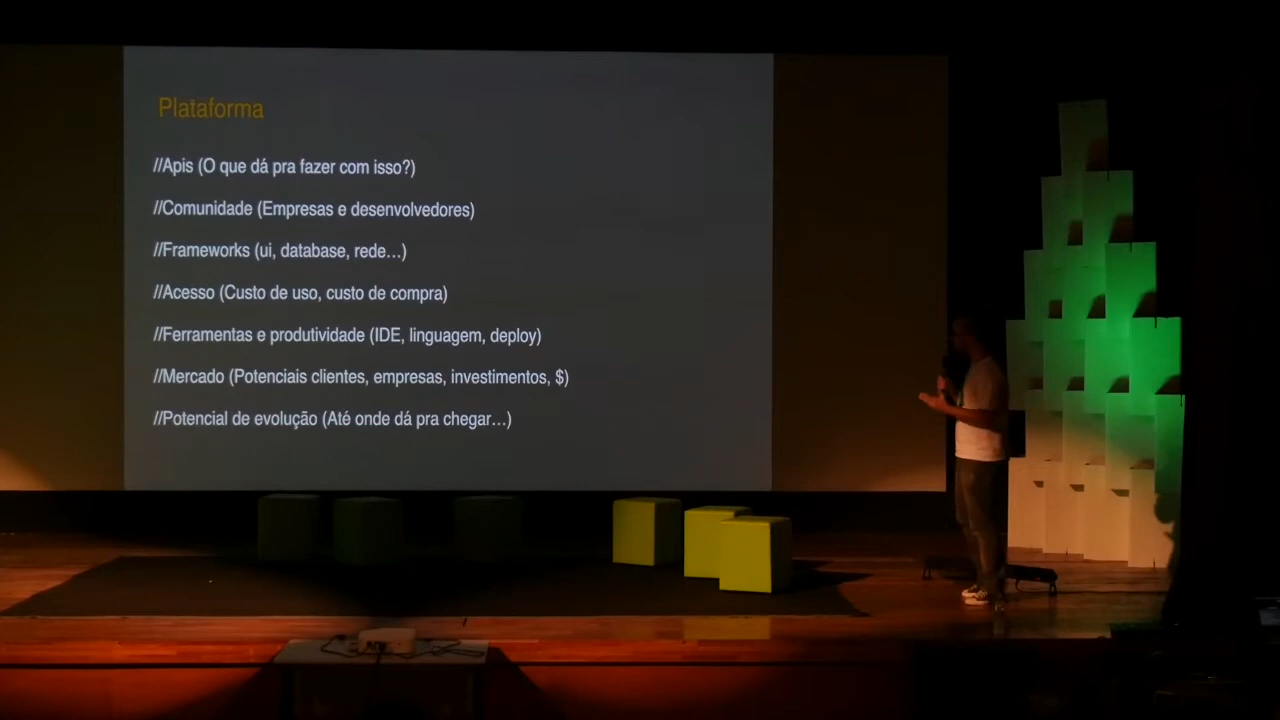 Plataforma
//Apis (O que dá pra fazer com isso?)
//Comunidade (Empresas e desenvolvedores)
//Frameworks (ui, database, rede...)
//Acesso (Custo de uso, custo de compra)
//Ferramentas e produtividade (IDE, linguagem, deploy)
//Mercado (Potenciais clientes, empresas, investimentos, $)
//Potencial de evolução (Até onde dá pra chegar...)